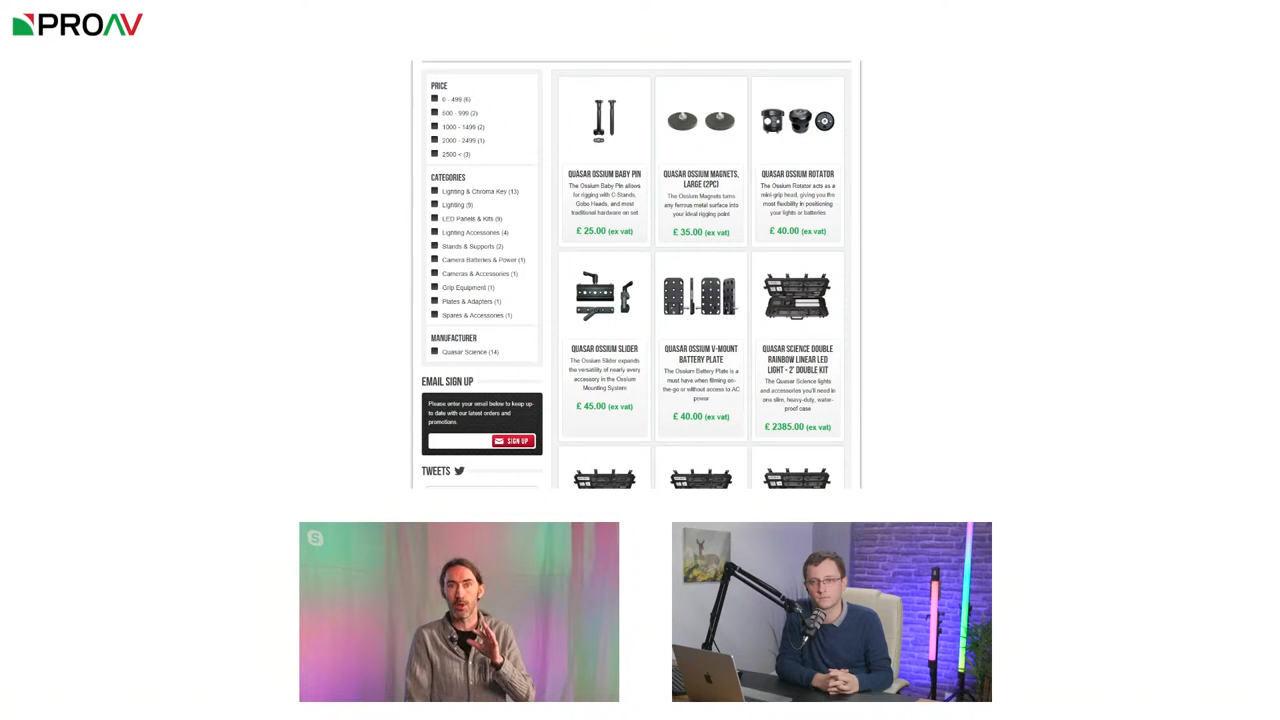 PROAV
PRICE
0 - 499 (6)
500 - 999 (2)
1000 - 1499 (2)
2000 - 2499 (1)
2500 < (3)
CATEGORIES
Lighting & Chroma Key (13)
Lighting (9)
LED Panels & Kits (9)
Lighting Accessories (4)
Stands & Supports (2)
Camera Batteries & Power (1)
Cameras & Accessories (1)
Grip Equipment (1)
Plates & Adapters (1)
Spares & Accessories (1)
MANUFACTURER
Quasar Science (14)
EMAIL SIGN UP
Please enter your email below to keep up-
to date with our latest orders and
promotions.
SIGN UP
TWEETS
QUASAR OSSIUM BABY PIN
The Ossium Baby Pin allows
for rigging with C-Stands,
Gobo Heads, and most
traditional hardware on set
£ 25.00 (ex vat)
QUASAR OSSIUM MAGNETS,
LARGE (2PC)
The Ossium Magnets turns
any ferrous metal surface into
your ideal rigging point
£ 35.00 (ex vat)
QUASAR OSSIUM ROTATOR
The Ossium Rotator acts as a
mini-grip head, giving you the
most flexibility in positioning
your lights or batteries
£ 40.00 (ex vat)
QUASAR OSSIUM SLIDER
The Ossium Slider expands
the versatility of nearly every
accessory in the Ossium
Mounting System
£ 45.00 (ex vat)
QUASAR OSSIUM V-MOUNT
BATTERY PLATE
The Ossium Battery Plate is a
must have when filming on-
the-go or without access to AC
power
£ 40.00 (ex vat)
QUASAR SCIENCE DOUBLE
RAINBOW LINEAR LED
LIGHT - 2' DOUBLE KIT
The Quasar Science lights
and accessories you'll need in
one slim, heavy-duty, water-
proof case
£ 2385.00 (ex vat)